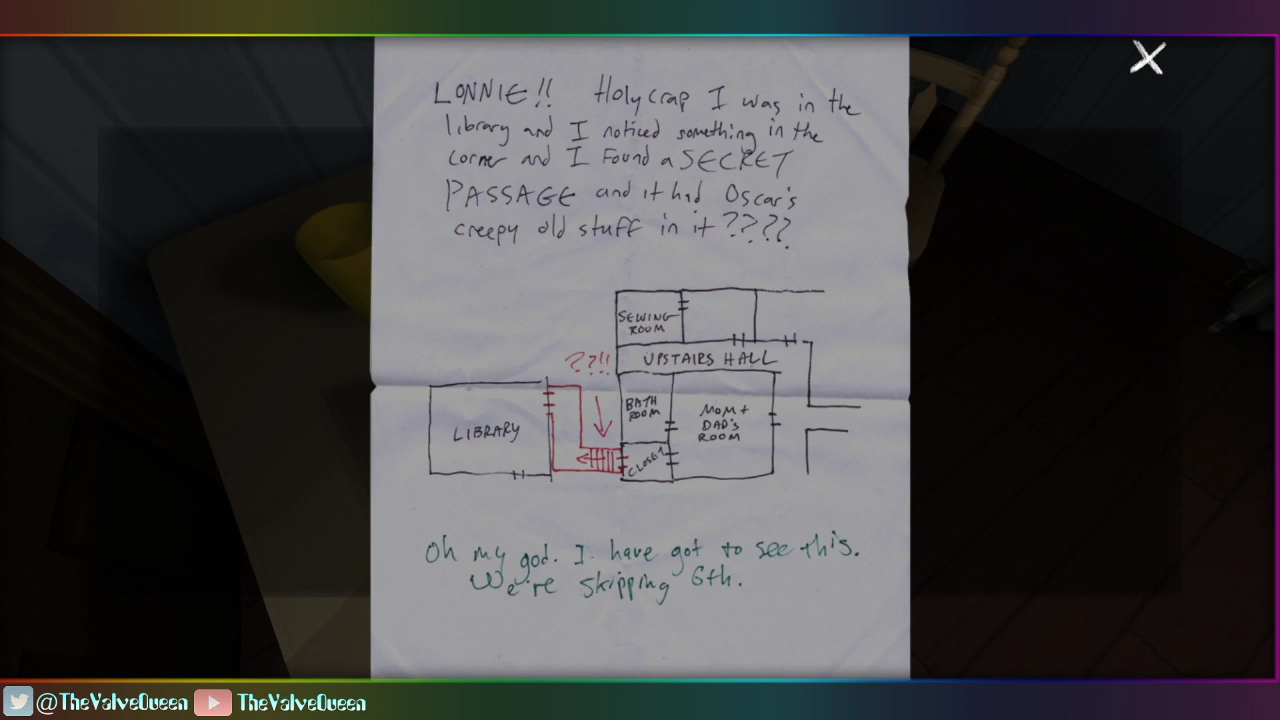 LONNIE!! Holy crap I was in the
library and I noticed something in the
corner and I found a SECRET
PASSAGE and it had Oscar's
creepy old stuff in it ????
SEWING
ROOM
UPSTAIRS HALL
??!!
BATH
ROOM
MOM +
DAD'S
ROOM
LIBRARY
CLOSET
Oh my god. I have got to see this.
We're skipping 6th.
@TheValveQueen TheValveQueen